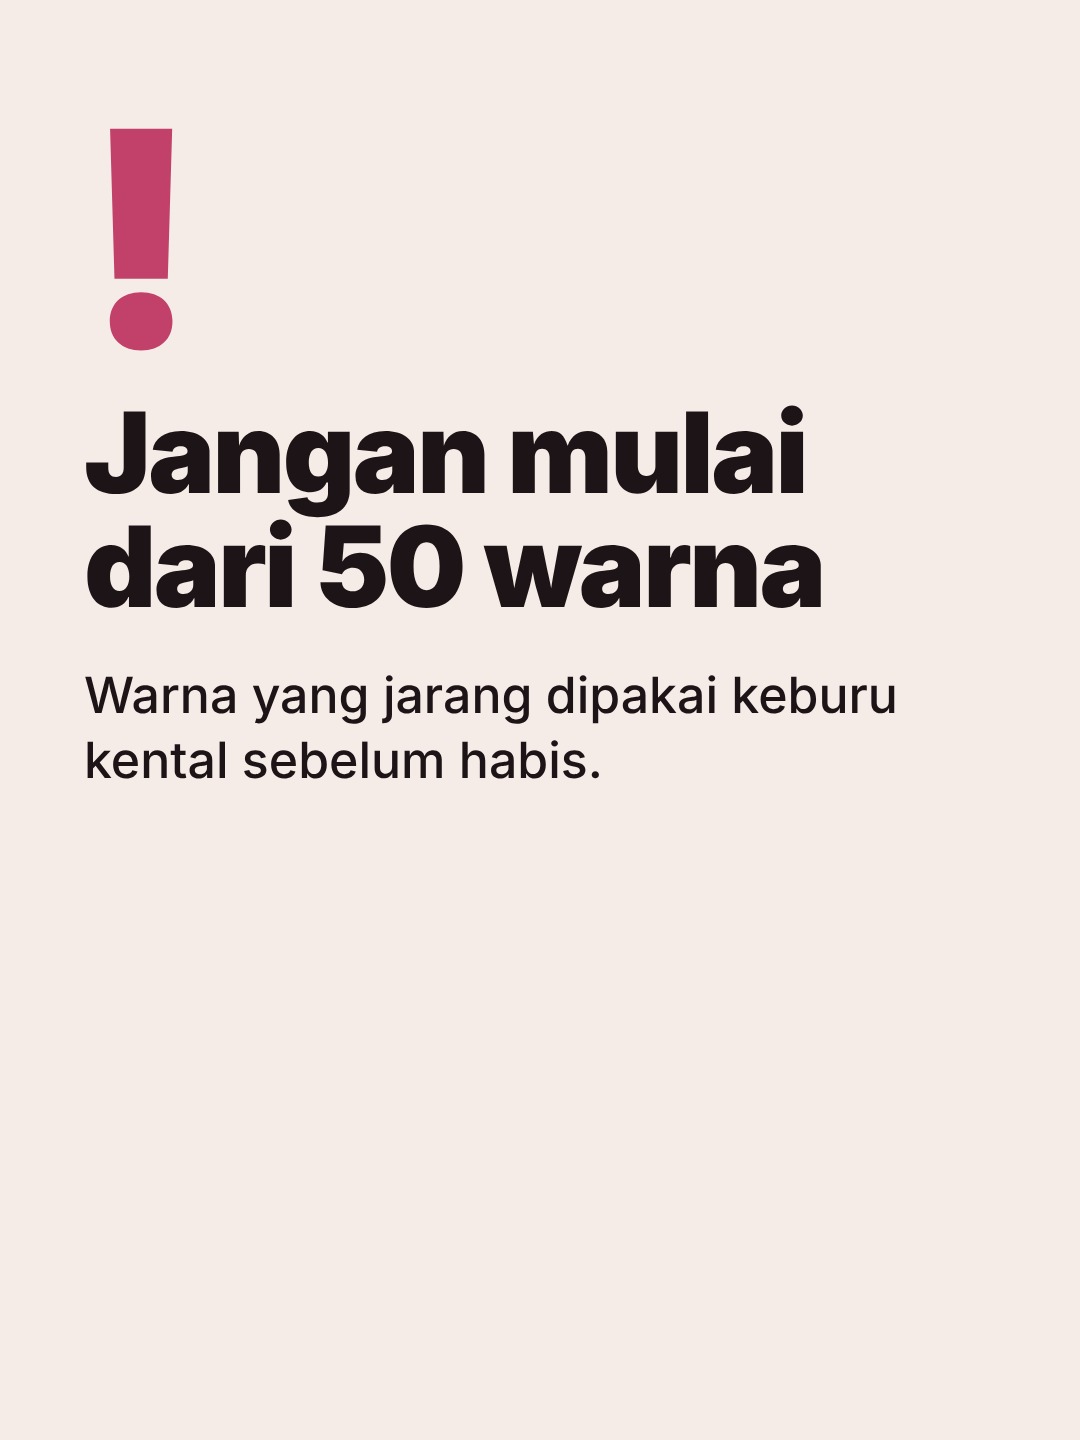 !
Jangan mulai
dari 50 warna
Warna yang jarang dipakai keburu
kental sebelum habis.